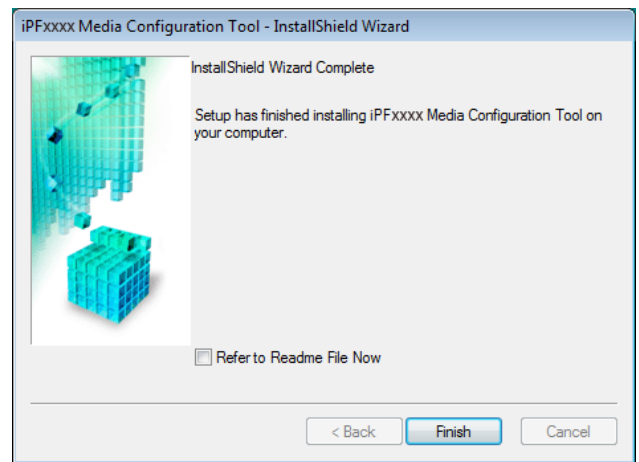 iPFxxxx Media Configuration Tool - InstallShield Wizard
InstallShield Wizard Complete
Setup has finished installing iPFxxxx Media Configuration Tool on
your computer.
Refer to Readme File Now
< Back
Finish
Cancel